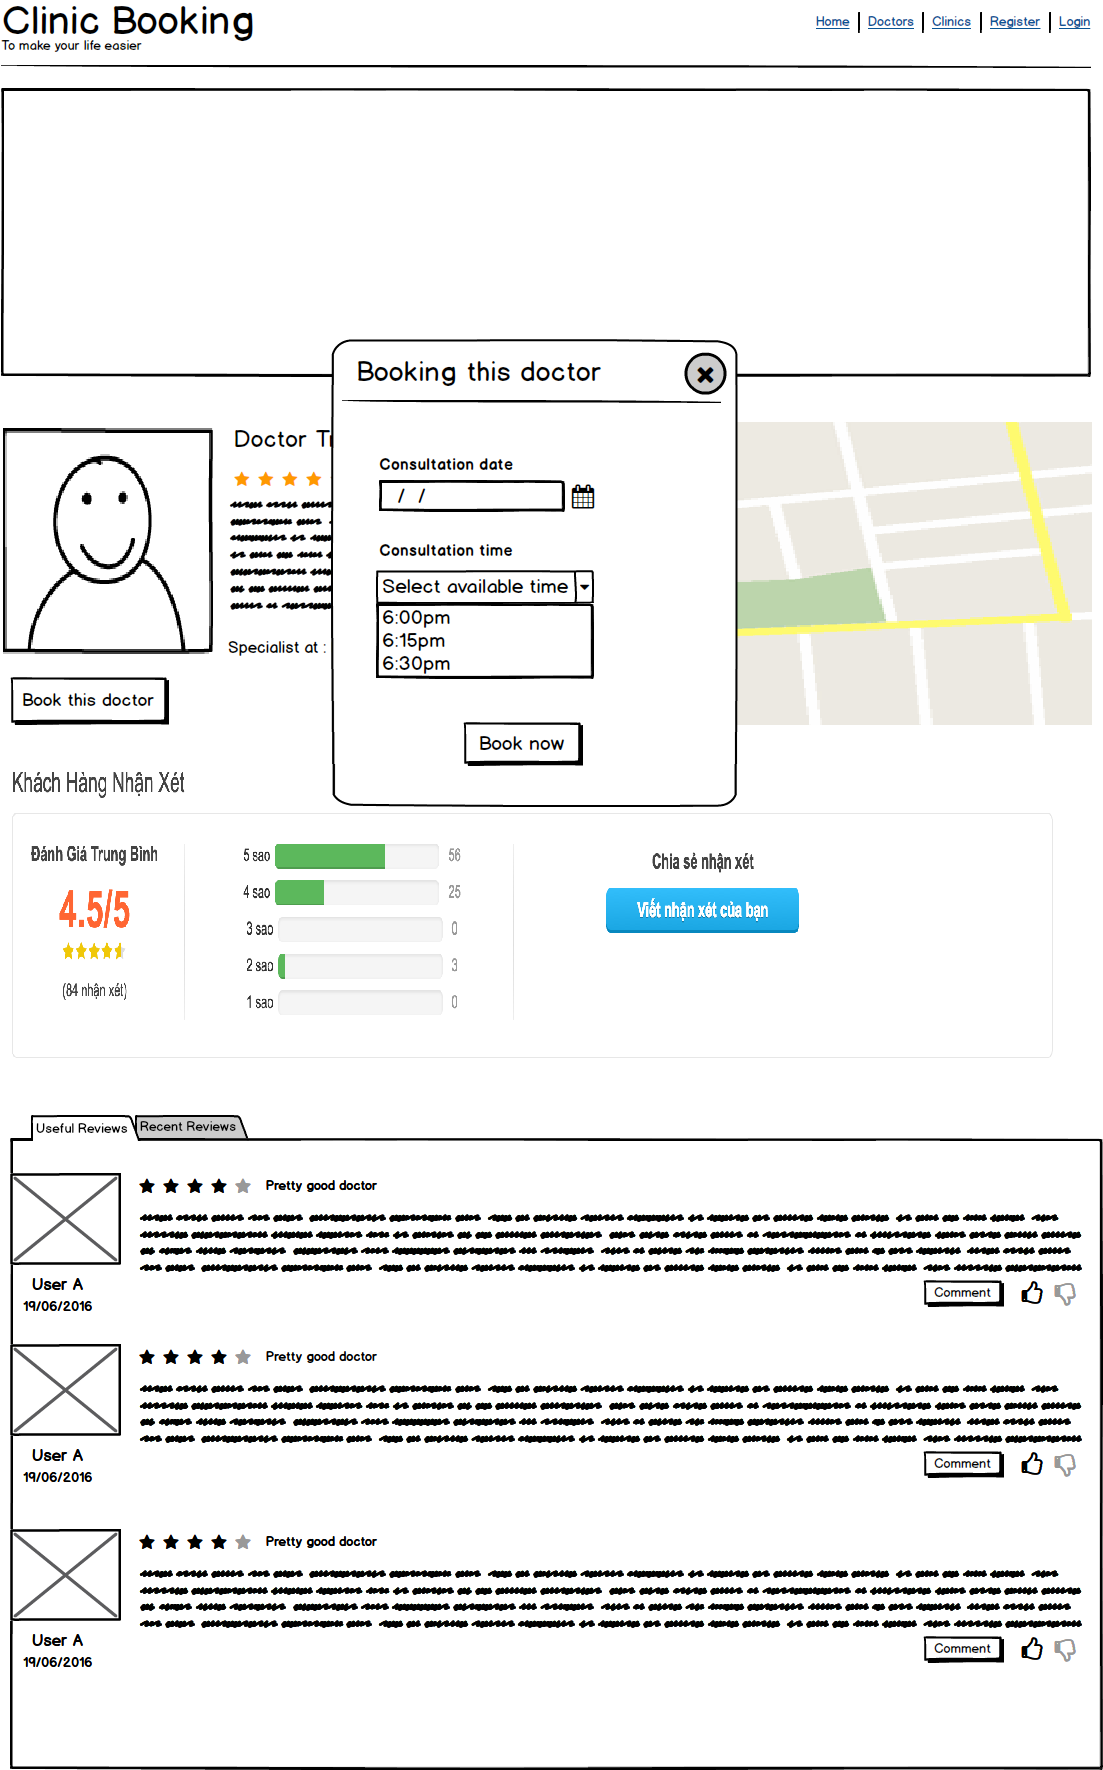 Clinic Booking
To make your life easier
Home
Doctors
Clinics
Register
Login
Booking this doctor
Doctor
Consultation date
/ /
Consultation time
Select available time
6:00pm
6:15pm
6:30pm
Specialist at :
Book this doctor
Book now
Khách Hàng Nhận Xét
Đánh Giá Trung Bình
4.5/5
(84 nhận xét)
5 sao 56
4 sao 25
3 sao 0
2 sao 3
1 sao 0
Chia sẻ nhận xét
Viết nhận xét của bạn
Useful Reviews
Recent Reviews
Pretty good doctor
User A
19/06/2016
Comment
Pretty good doctor
User A
19/06/2016
Comment
Pretty good doctor
User A
19/06/2016
Comment